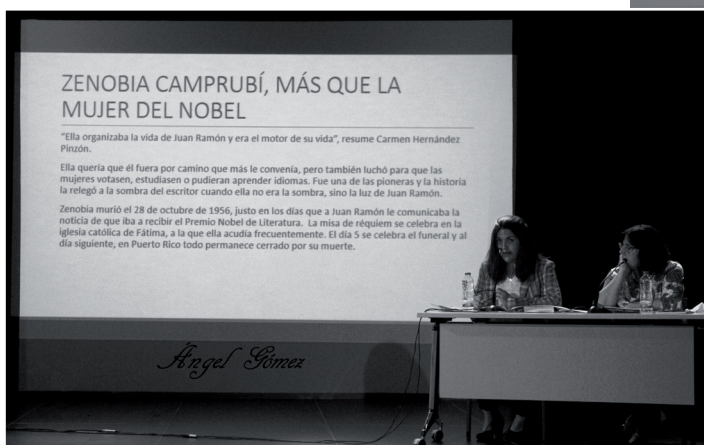 ZENOBIA CAMPRUBÍ, MÁS QUE LA
MUJER DEL NOBEL
"Ella organizaba la vida de Juan Ramón y era el motor de su vida", resume Carmen Hernández
Pinzón.
Ella quería que él fuera por camino que más le convenía, pero también luchó para que las
mujeres votasen, estudiasen o pudieran aprender idiomas. Fue una de las pioneras y la historia
la relegó a la sombra del escritor cuando ella no era la sombra, sino la luz de Juan Ramón.
Zenobia murió el 28 de octubre de 1956, justo en los días que a Juan Ramón le comunicaba la
noticia de que iba a recibir el Premio Nobel de Literatura. La misa de réquiem se celebra en la
iglesia católica de Fátima, a la que ella acudía frecuentemente. El día 5 se celebra el funeral y al
día siguiente, en Puerto Rico todo permanece cerrado por su muerte.
Ángel Gómez